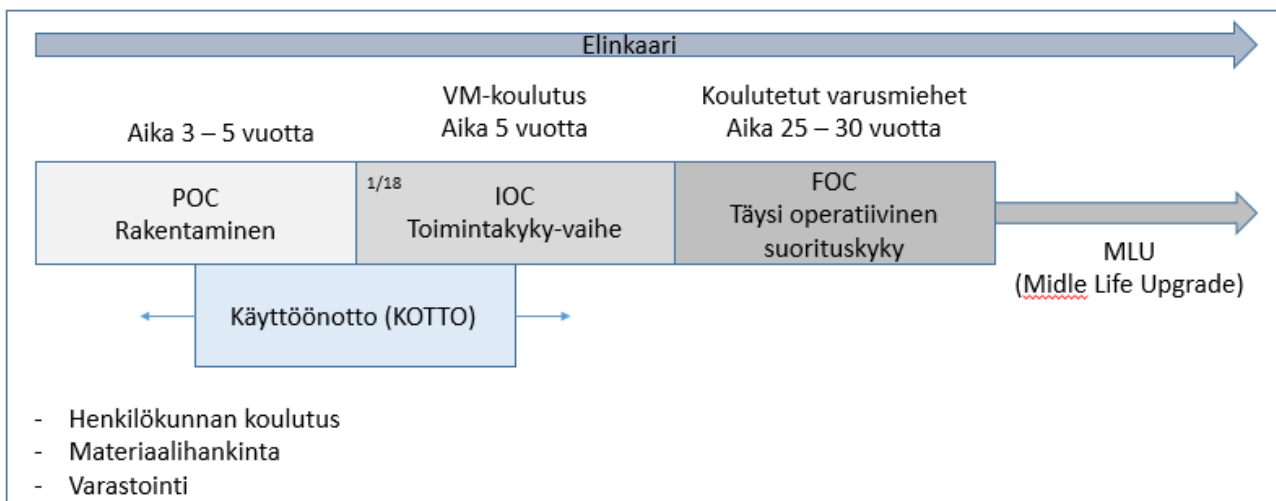 Elinkaari
Aika 3 – 5 vuotta
VM-koulutus
Aika 5 vuotta
Koulutetut varusmiehet
Aika 25 – 30 vuotta
POC
Rakentaminen
1/18
IOC
Toimintakyky-vaihe
FOC
Täysi operatiivinen
suorituskyky
MLU
(Midle Life Upgrade)
Käyttöönotto (KOTTO)
- Henkilökunnan koulutus
- Materiaalihankinta
- Varastointi